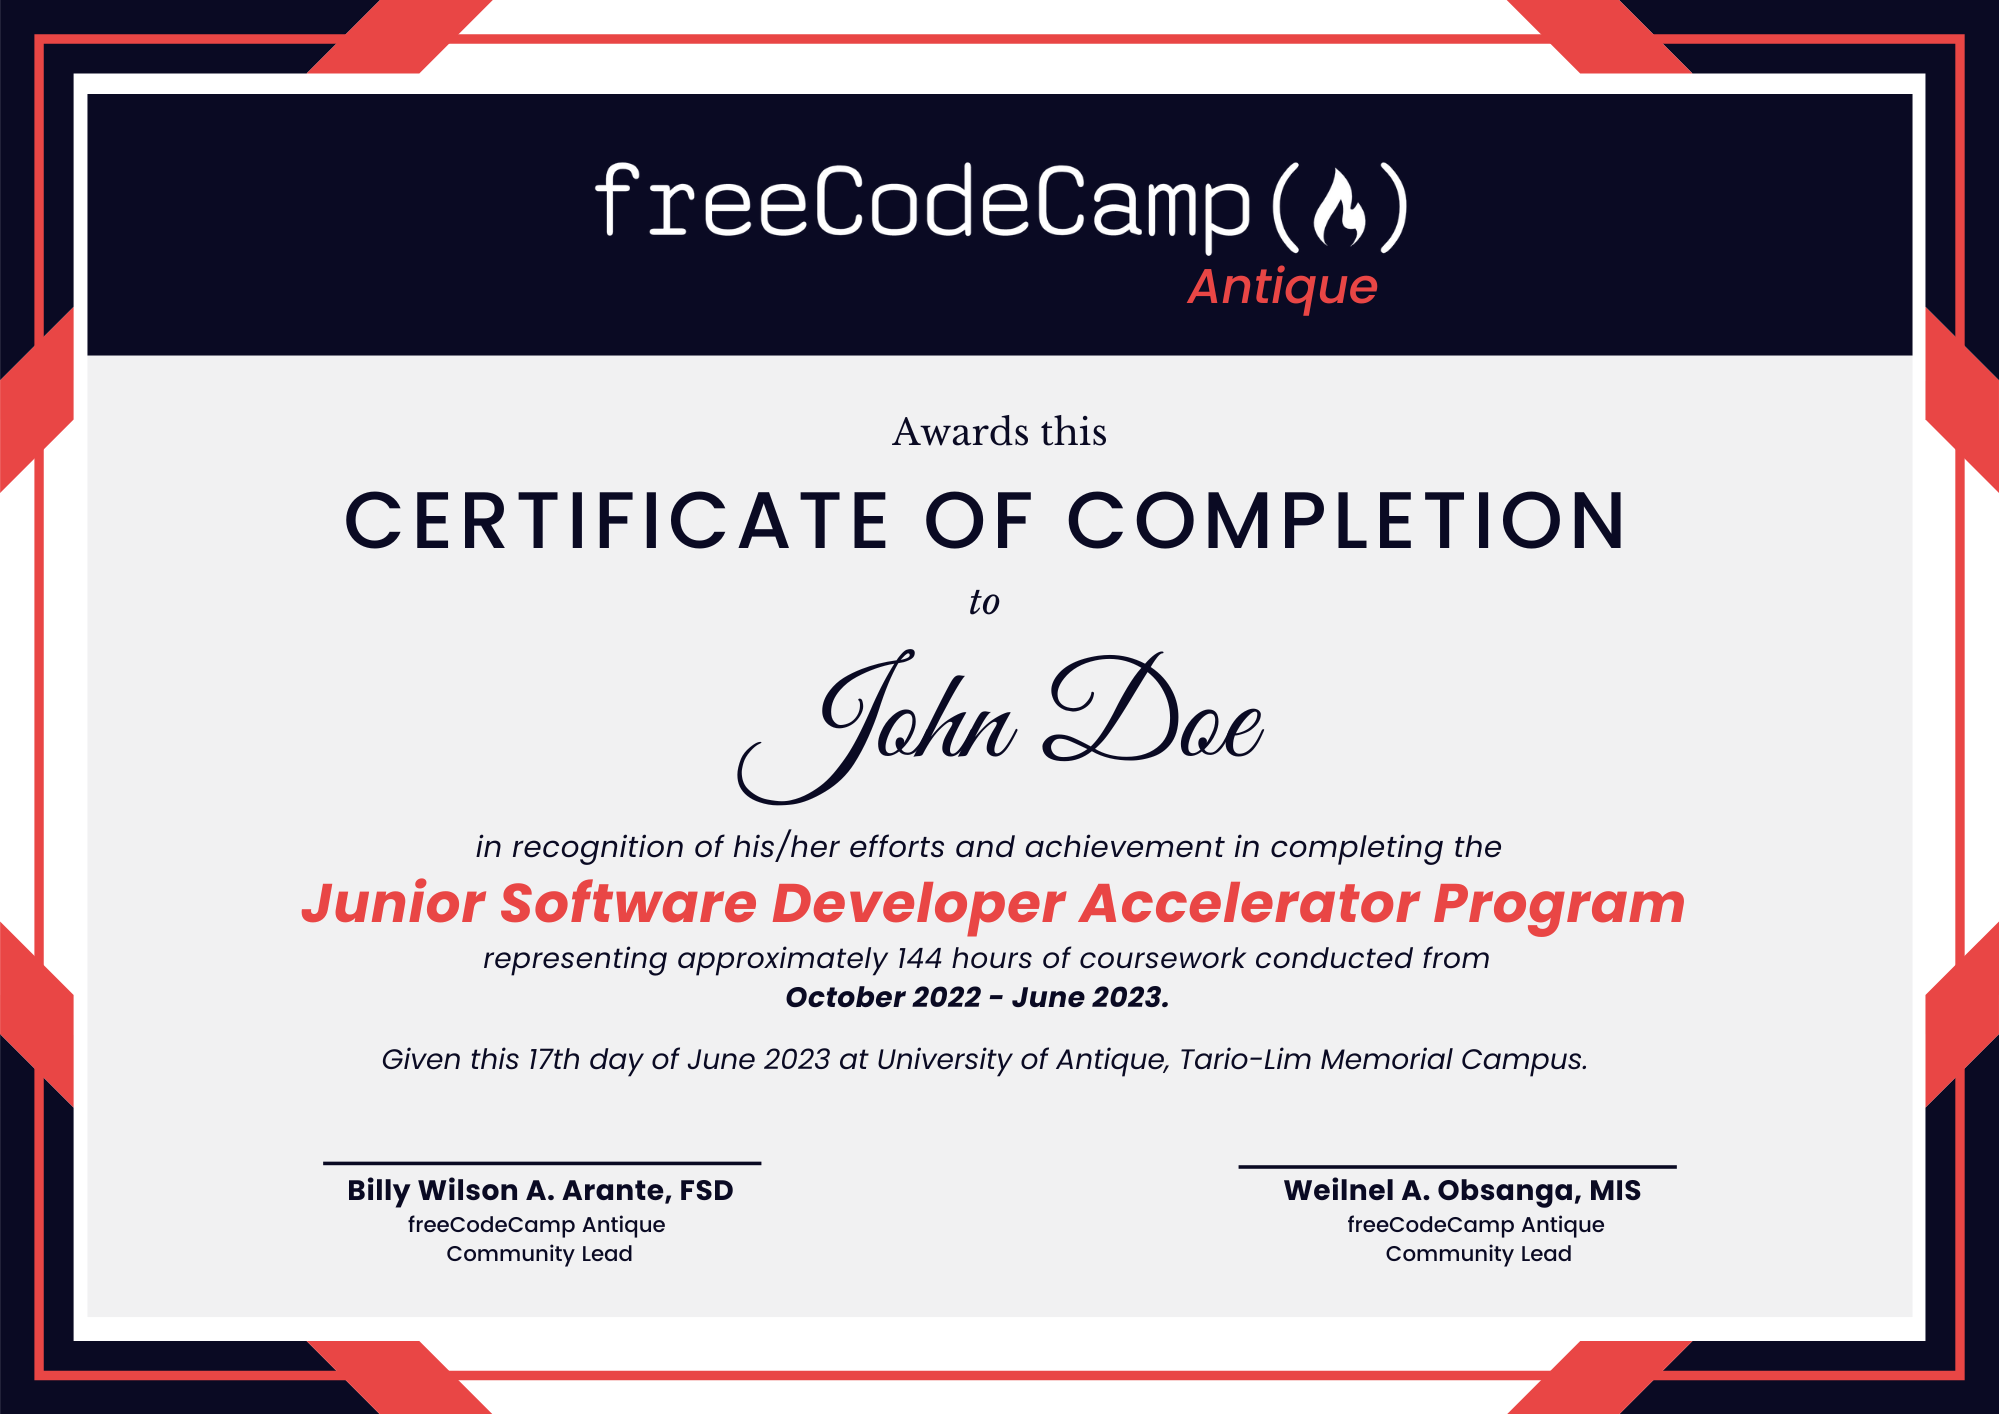 freeCodeCamp
Antique
Awards this
CERTIFICATE OF COMPLETION
to
John Doe
in recognition of his/her efforts and achievement in completing the
Junior Software Developer Accelerator Program
representing approximately 144 hours of coursework conducted from
October 2022 - June 2023.
Given this 17th day of June 2023 at University of Antique, Tario-Lim Memorial Campus.
Billy Wilson A. Arante, FSD
freeCodeCamp Antique
Community Lead
Weilnel A. Obsanga, MIS
freeCodeCamp Antique
Community Lead